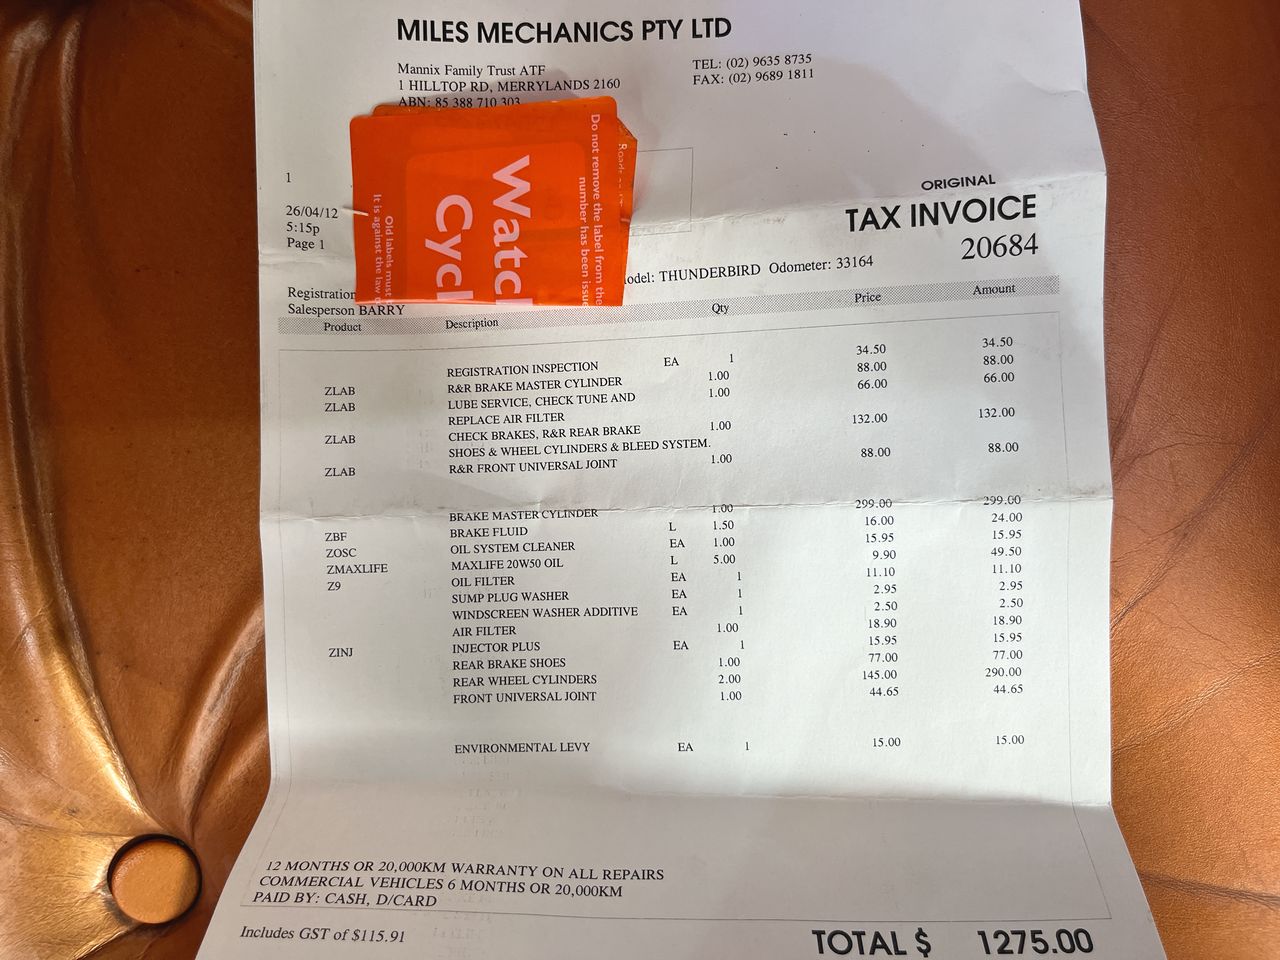 MILES MECHANICS PTY LTD
Mannix Family Trust ATF
1 HILLTOP RD, MERRYLANDS 2160
ABN: 85 388 710 303
TEL: (02) 9635 8735
FAX: (02) 9689 1811
Do not remove the label from the
number has been issue
Watc
Cycl
Old labels must
It is against the law
1
26/04/12
5:15p
Page 1
ORIGINAL
TAX INVOICE
20684
Registration
odel: THUNDERBIRD Odometer: 33164
Salesperson BARRY
Product Description Qty Price Amount
REGISTRATION INSPECTION EA 1 34.50 34.50
ZLAB R&R BRAKE MASTER CYLINDER 1.00 88.00 88.00
ZLAB LUBE SERVICE, CHECK TUNE AND 1.00 66.00 66.00
REPLACE AIR FILTER
ZLAB CHECK BRAKES, R&R REAR BRAKE 1.00 132.00 132.00
SHOES & WHEEL CYLINDERS & BLEED SYSTEM.
ZLAB R&R FRONT UNIVERSAL JOINT 1.00 88.00 88.00
BRAKE MASTER CYLINDER 1.00 299.00 299.00
ZBF BRAKE FLUID L 1.50 16.00 24.00
ZOSC OIL SYSTEM CLEANER EA 1.00 15.95 15.95
ZMAXLIFE MAXLIFE 20W50 OIL L 5.00 9.90 49.50
Z9 OIL FILTER EA 1 11.10 11.10
SUMP PLUG WASHER EA 1 2.95 2.95
WINDSCREEN WASHER ADDITIVE EA 1 2.50 2.50
AIR FILTER 1.00 18.90 18.90
ZINJ INJECTOR PLUS EA 1 15.95 15.95
REAR BRAKE SHOES 1.00 77.00 77.00
REAR WHEEL CYLINDERS 2.00 145.00 290.00
FRONT UNIVERSAL JOINT 1.00 44.65 44.65
ENVIRONMENTAL LEVY EA 1 15.00 15.00
12 MONTHS OR 20,000KM WARRANTY ON ALL REPAIRS
COMMERCIAL VEHICLES 6 MONTHS OR 20,000KM
PAID BY: CASH, D/CARD
Includes GST of $115.91
TOTAL $ 1275.00